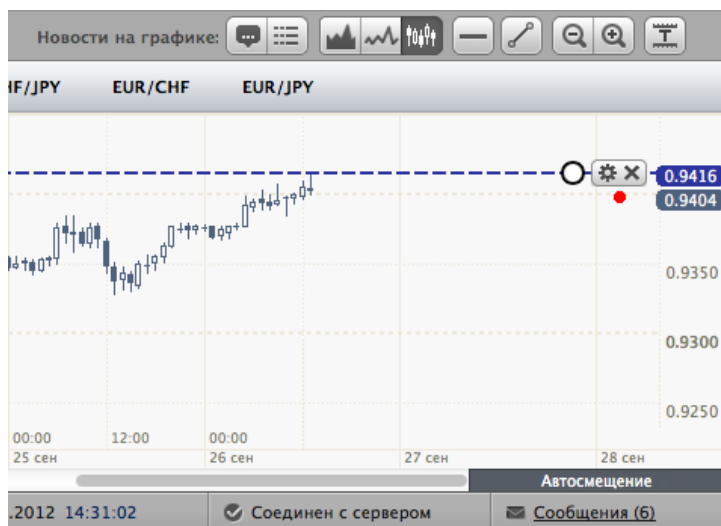 Новости на графике:
HF/JPY EUR/CHF EUR/JPY
0.9416
0.9404
0.9350
0.9300
0.9250
00:00 12:00 00:00
25 сен 26 сен 27 сен 28 сен
Автосмещение
.2012 14:31:02 Соединен с сервером Сообщения (6)